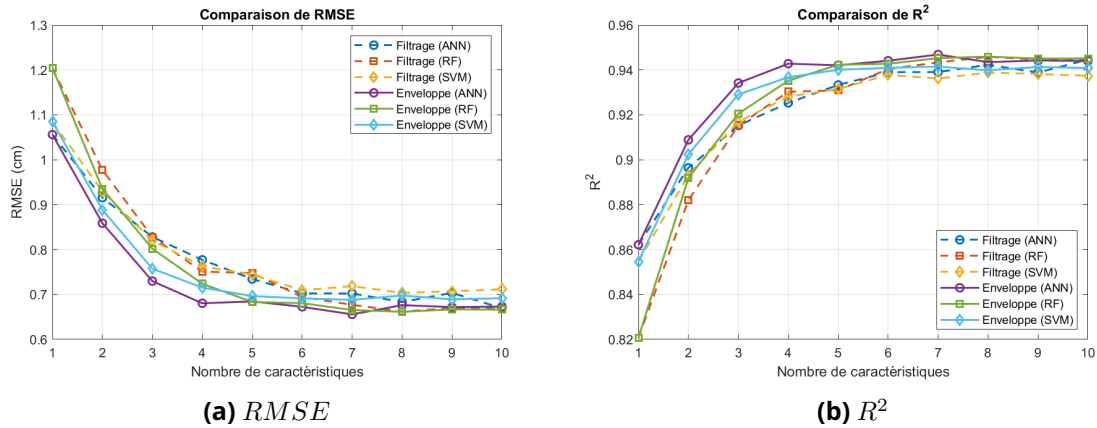 Comparaison de RMSE
RMSE (cm)
1.3
1.2
1.1
1
0.9
0.8
0.7
0.6
Filtrage (ANN)
Filtrage (RF)
Filtrage (SVM)
Enveloppe (ANN)
Enveloppe (RF)
Enveloppe (SVM)
1 2 3 4 5 6 7 8 9 10
Nombre de caractéristiques
(a) RMSE
Comparaison de R²
R²
0.96
0.94
0.92
0.9
0.88
0.86
0.84
0.82
Filtrage (ANN)
Filtrage (RF)
Filtrage (SVM)
Enveloppe (ANN)
Enveloppe (RF)
Enveloppe (SVM)
1 2 3 4 5 6 7 8 9 10
Nombre de caractéristiques
(b) R²